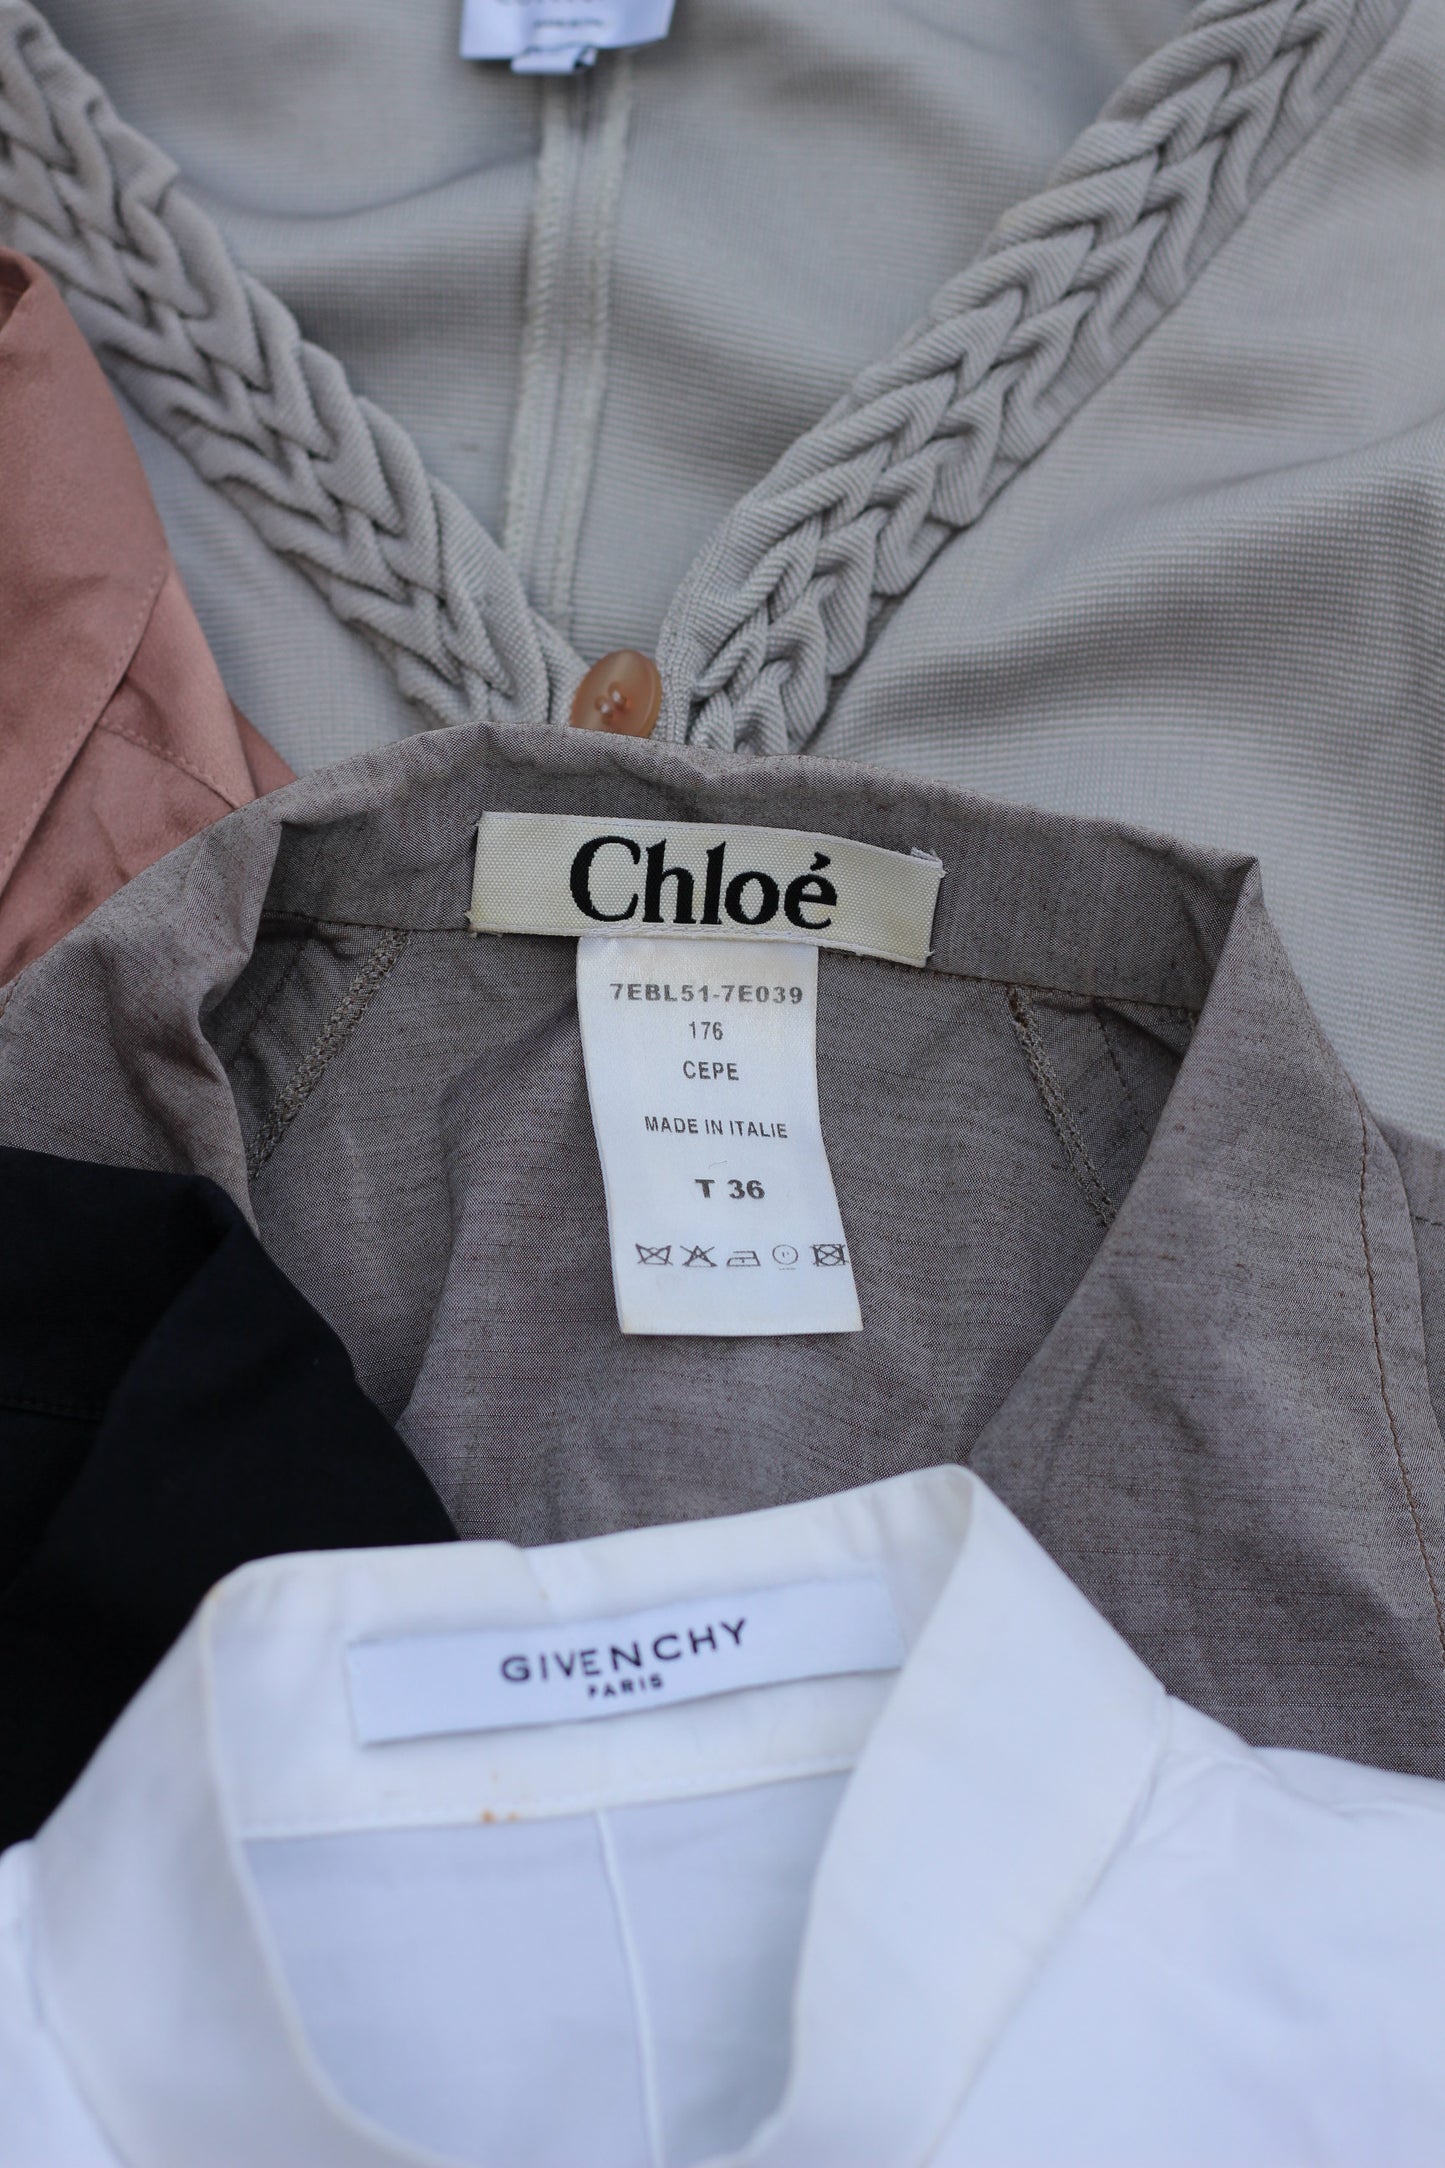 Chloé
7EBL51-7E039
176
CEPE
MADE IN ITALIE
T 36
GIVENCHY
PARIS